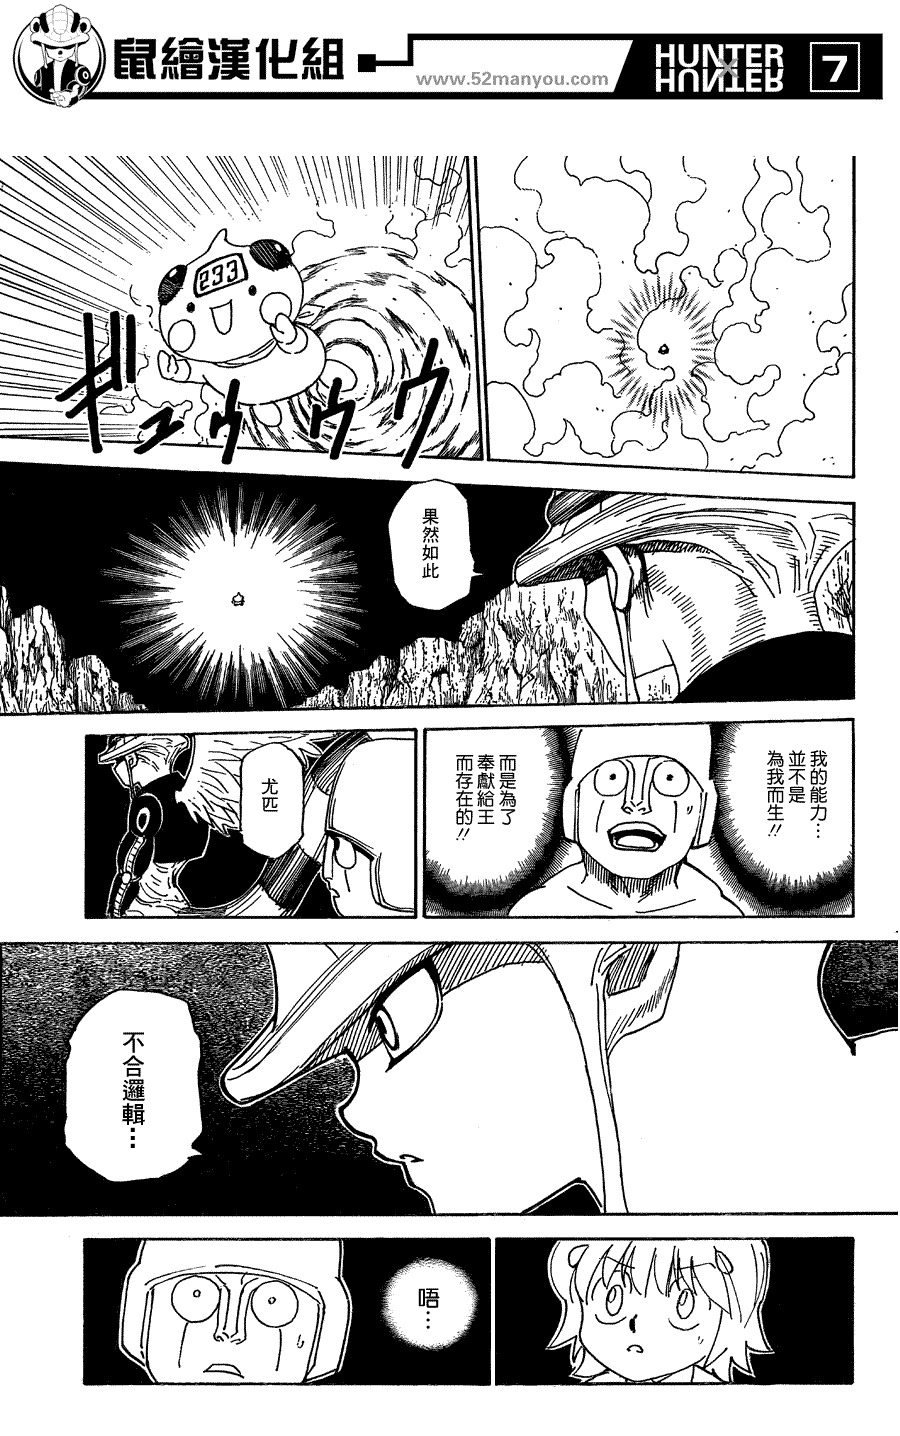 鼠繪漢化組
www.52manyou.com
HUNTER
×
HUNTER
7
233
ギュウウウ
果然如此
我的能力…
並不是
為我而生!!
而是為了
奉獻給王
而存在的!!
尤匹
不合邏輯…
唔…